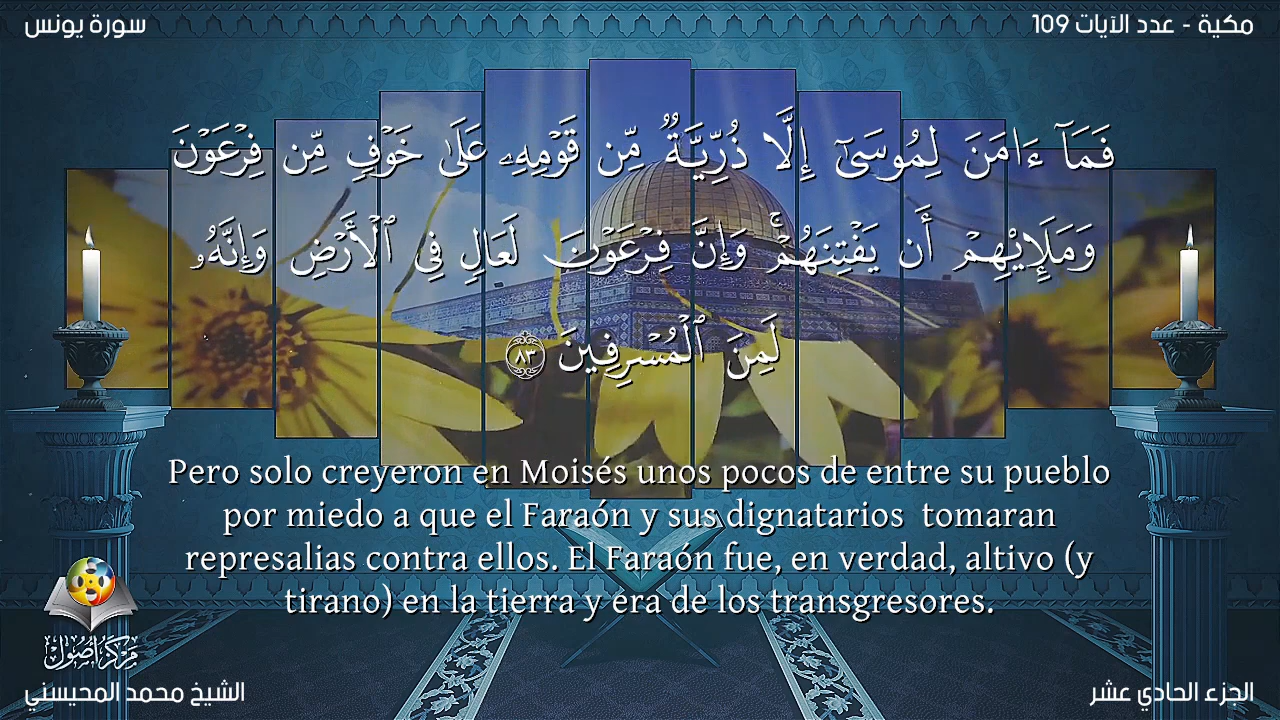 سورة يونس
مكية - عدد الآيات 109
فَمَآ ءَامَنَ لِمُوسَىٰٓ إِلَّا ذُرِّيَّةٌۭ مِّن قَوْمِهِۦ عَلَىٰ خَوْفٍۢ مِّن فِرْعَوْنَ
وَمَلَإِي۟هِمْ أَن يَفْتِنَهُمْ ۚ وَإِنَّ فِرْعَوْنَ لَعَالٍۢ فِى ٱلْأَرْضِ وَإِنَّهُۥ
لَمِنَ ٱلْمُسْرِفِينَ ٨٣
Pero solo creyeron en Moisés unos pocos de entre su pueblo
por miedo a que el Faraón y sus dignatarios tomaran
represalias contra ellos. El Faraón fue, en verdad, altivo (y
tirano) en la tierra y era de los transgresores.
مركز أصول
الشيخ محمد المحيسني
الجزء الحادي عشر